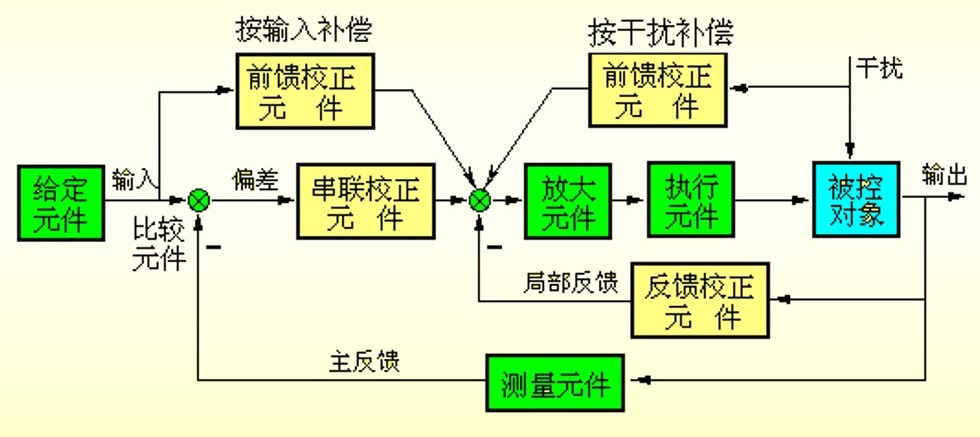 按输入补偿
按干扰补偿
前馈校正
元 件
前馈校正
元 件
干扰
给定
元件
输入
比较
元件
偏差
串联校正
元 件
放大
元件
执行
元件
被控
对象
输出
局部反馈
反馈校正
元 件
主反馈
测量元件